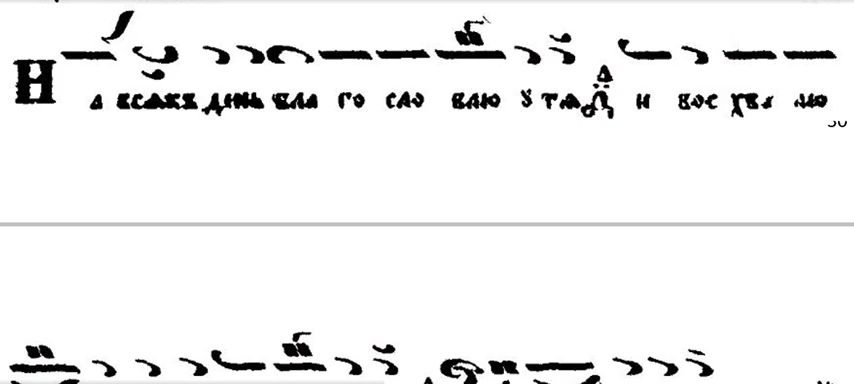 На всѧкъ день бла го сло влю ꙋ тѧ и вос хва лю